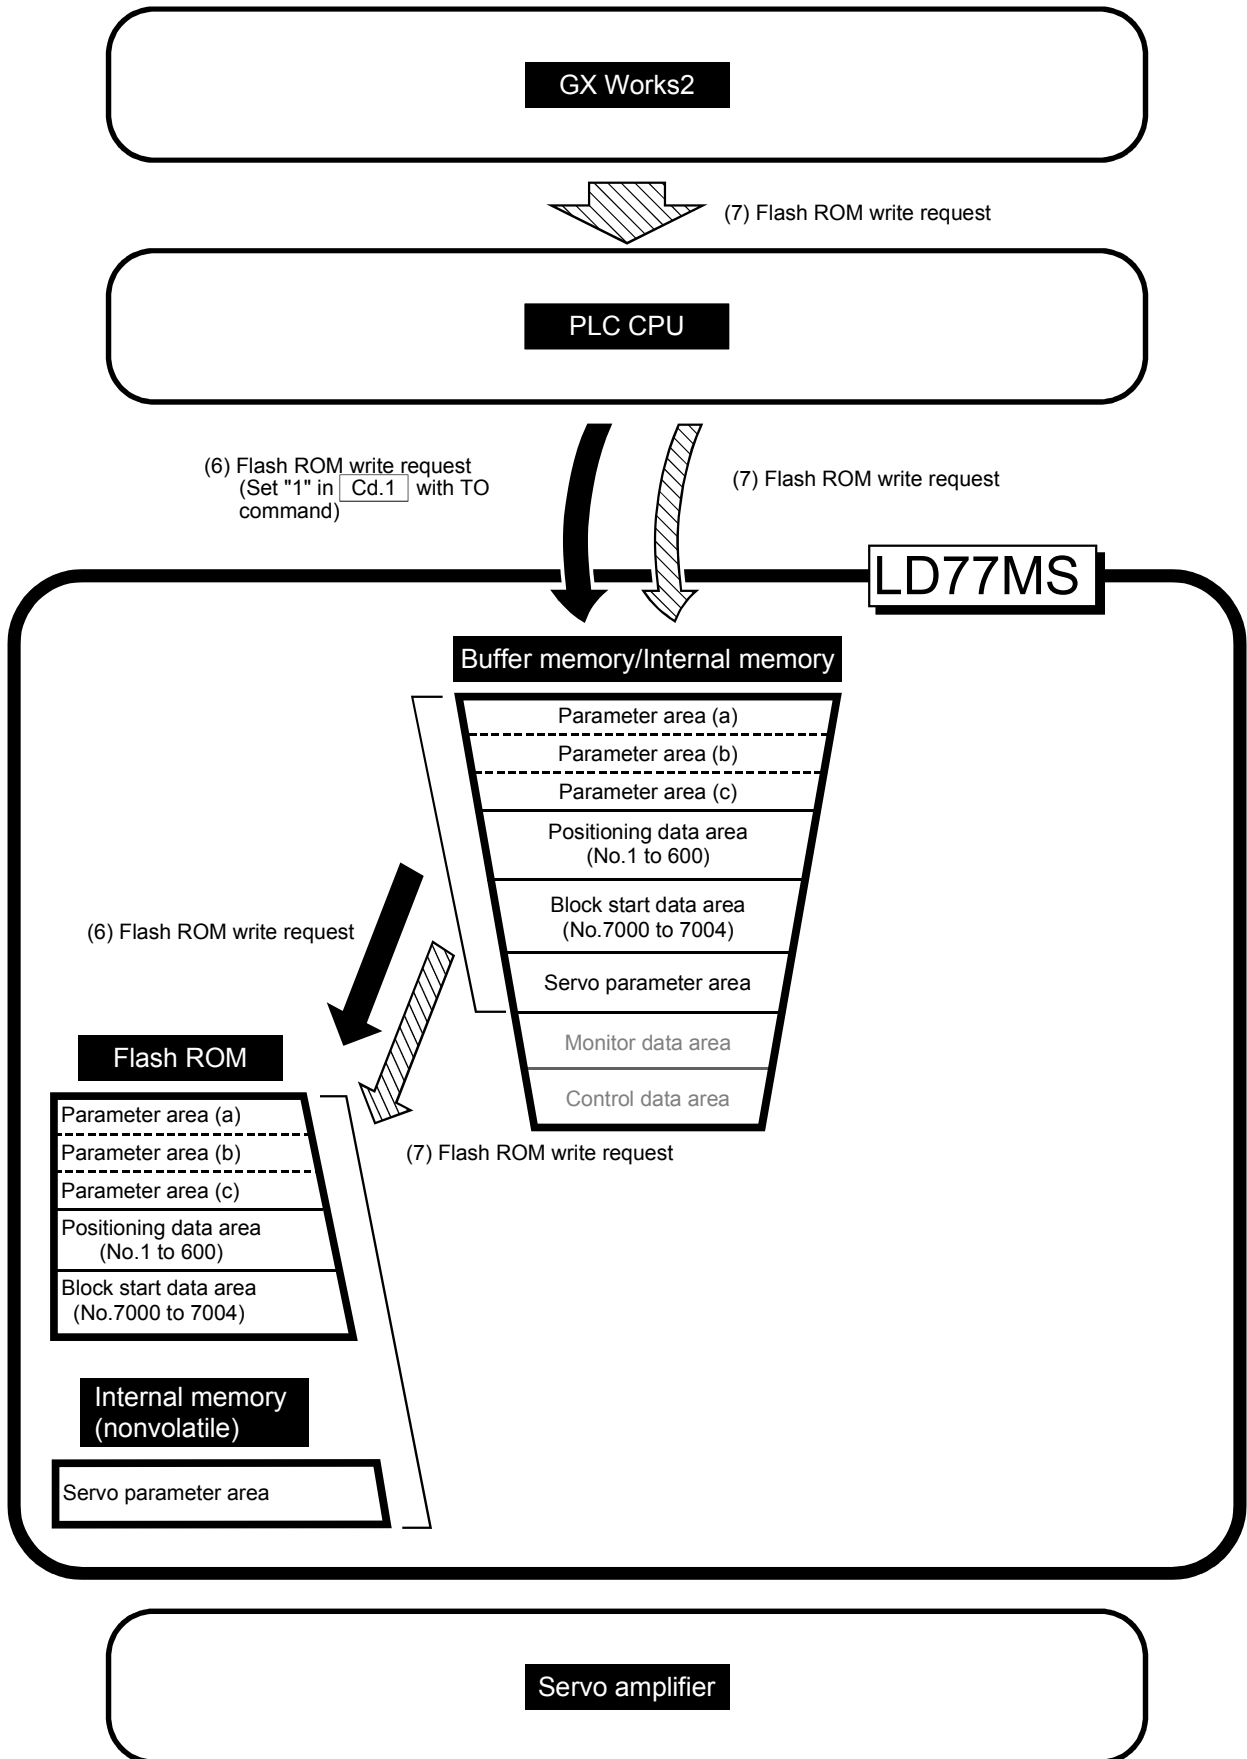 GX Works2
(7) Flash ROM write request
PLC CPU
(6) Flash ROM write request
(Set "1" in Cd.1 with TO
command)
(7) Flash ROM write request
LD77MS
Buffer memory/Internal memory
Parameter area (a)
Parameter area (b)
Parameter area (c)
Positioning data area
(No.1 to 600)
Block start data area
(No.7000 to 7004)
Servo parameter area
Monitor data area
Control data area
(6) Flash ROM write request
(7) Flash ROM write request
Flash ROM
Parameter area (a)
Parameter area (b)
Parameter area (c)
Positioning data area
(No.1 to 600)
Block start data area
(No.7000 to 7004)
Internal memory
(nonvolatile)
Servo parameter area
Servo amplifier